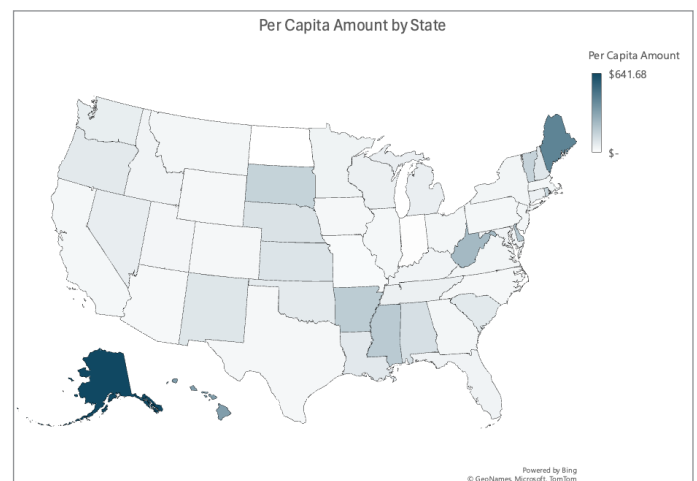 Per Capita Amount by State
Per Capita Amount
$641.68
$-
Powered by Bing
© GeoNames, Microsoft, TomTom